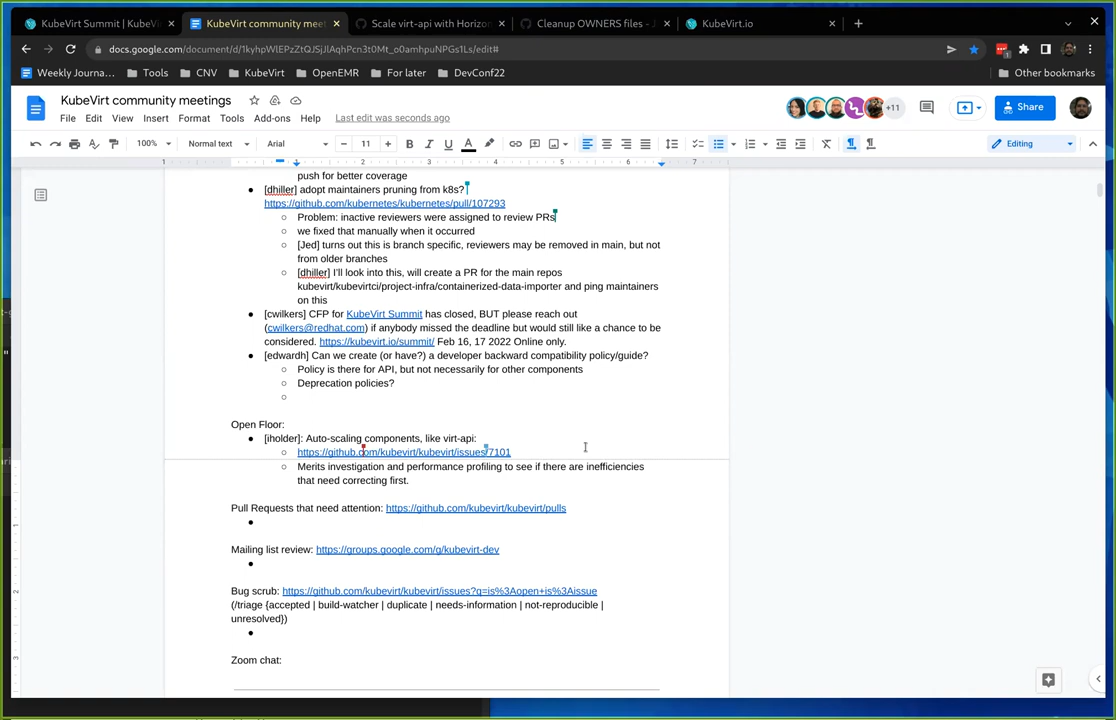 KubeVirt Summit | KubeVi
KubeVirt community meet
Scale virt-api with Horizon
Cleanup OWNERS files - J
KubeVirt.io
docs.google.com/document/d/1kyhpWlEPzZtQJSjlAqhPcn3t0Mt_o0amhpuNPGs1Ls/edit#
Weekly Journa...
Tools
CNV
KubeVirt
OpenEMR
For later
DevConf22
Other bookmarks
KubeVirt community meetings
+11
Share
File Edit View Insert Format Tools Add-ons Help Last edit was seconds ago
100% Normal text Arial 11 Editing
1 1 2 3 4 5 6 7
push for better coverage
[dhiller] adopt maintainers pruning from k8s?
https://github.com/kubernetes/kubernetes/pull/107293
Problem: inactive reviewers were assigned to review PRs
we fixed that manually when it occurred
[Jed] turns out this is branch specific, reviewers may be removed in main, but not
from older branches
[dhiller] I'll look into this, will create a PR for the main repos
kubevirt/kubevirtci/project-infra/containerized-data-importer and ping maintainers
on this
[cwilkers] CFP for KubeVirt Summit has closed, BUT please reach out
(cwilkers@redhat.com) if anybody missed the deadline but would still like a chance to be
considered. https://kubevirt.io/summit/ Feb 16, 17 2022 Online only.
[edwardh] Can we create (or have?) a developer backward compatibility policy/guide?
Policy is there for API, but not necessarily for other components
Deprecation policies?
Open Floor:
[iholder]: Auto-scaling components, like virt-api:
https://github.com/kubevirt/kubevirt/issues/7101
Merits investigation and performance profiling to see if there are inefficiencies
that need correcting first.
Pull Requests that need attention: https://github.com/kubevirt/kubevirt/pulls
Mailing list review: https://groups.google.com/g/kubevirt-dev
Bug scrub: https://github.com/kubevirt/kubevirt/issues?q=is%3Aopen+is%3Aissue
(/triage {accepted | build-watcher | duplicate | needs-information | not-reproducible |
unresolved})
Zoom chat: